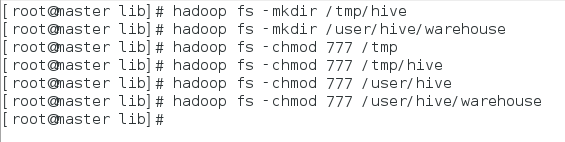 [root@master lib]# hadoop fs -mkdir /tmp/hive
[root@master lib]# hadoop fs -mkdir /user/hive/warehouse
[root@master lib]# hadoop fs -chmod 777 /tmp
[root@master lib]# hadoop fs -chmod 777 /tmp/hive
[root@master lib]# hadoop fs -chmod 777 /user/hive
[root@master lib]# hadoop fs -chmod 777 /user/hive/warehouse
[root@master lib]#